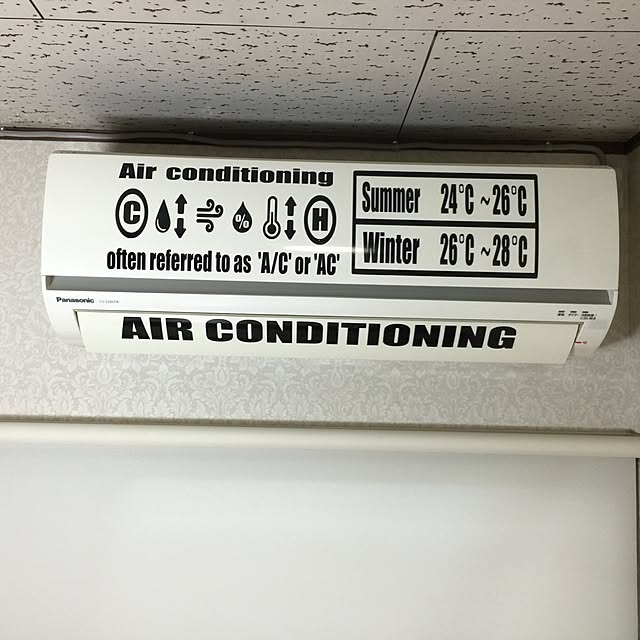 Air conditioning
C % H
often referred to as 'A/C' or 'AC'
Summer 24°C ~26°C
Winter 26°C ~28°C
Panasonic
AIR CONDITIONING